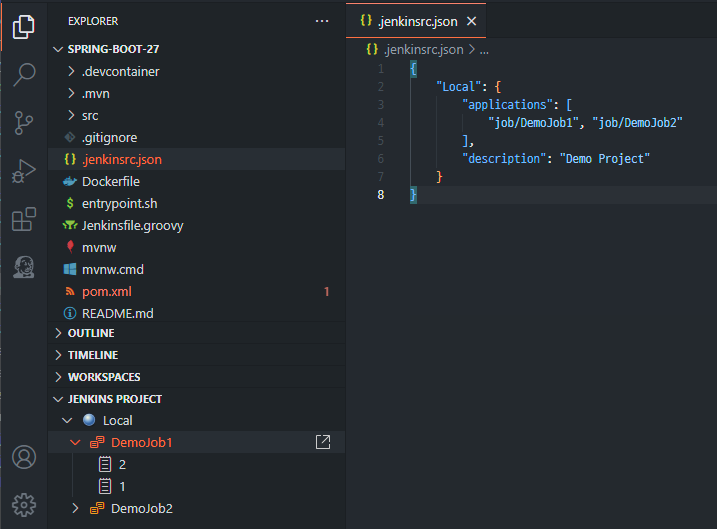 EXPLORER
SPRING-BOOT-27
.devcontainer
.mvn
src
.gitignore
.jenkinsrc.json
Dockerfile
$ entrypoint.sh
Jenkinsfile.groovy
mvnw
mvnw.cmd
pom.xml 1
README.md
OUTLINE
TIMELINE
WORKSPACES
JENKINS PROJECT
Local
DemoJob1
2
1
DemoJob2
{} .jenkinsrc.json
{} .jenkinsrc.json > ...
1 {
2 "Local": {
3 "applications": [
4 "job/DemoJob1", "job/DemoJob2"
5 ],
6 "description": "Demo Project"
7 }
8 }